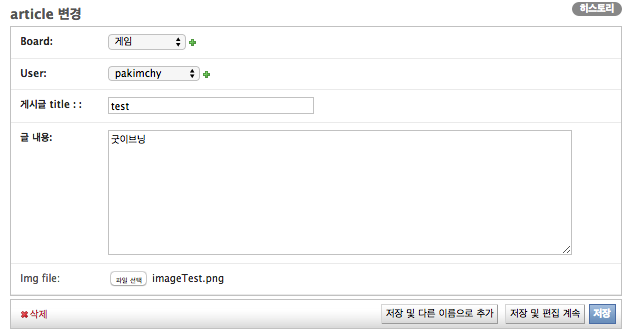 article 변경
히스토리
Board: 게임
User: pakimchy
게시글 title : : test
글 내용: 굿이브닝
Img file: 파일 선택 imageTest.png
삭제 저장 및 다른 이름으로 추가 저장 및 편집 계속 저장